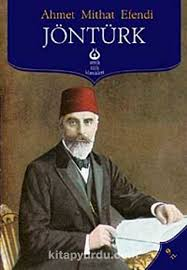 Ahmet Mithat Efendi
JÖNTÜRK
kitapyurdu.com